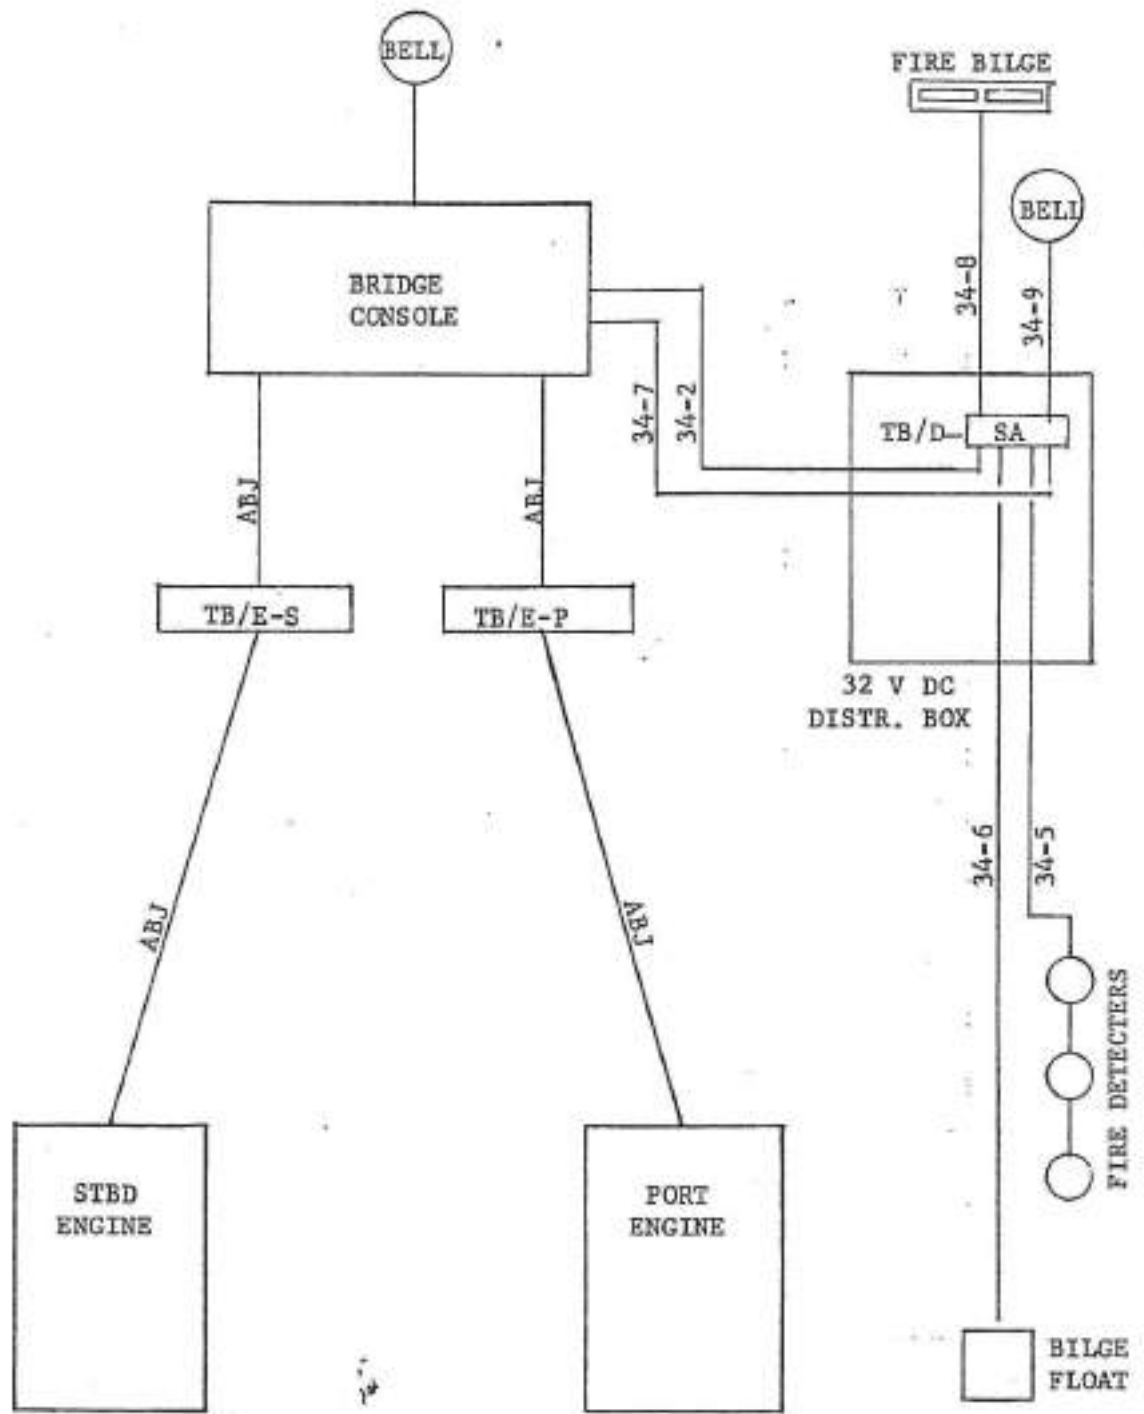 BELL
FIRE BILGE
BELL
BRIDGE
CONSOLE
34-8
34-9
34-7
34-2
TB/D-
SA
ABJ
ABJ
TB/E-S
TB/E-P
32 V DC
DISTR. BOX
34-6
34-5
ABJ
ABJ
FIRE DETECTERS
STBD
ENGINE
PORT
ENGINE
BILGE
FLOAT